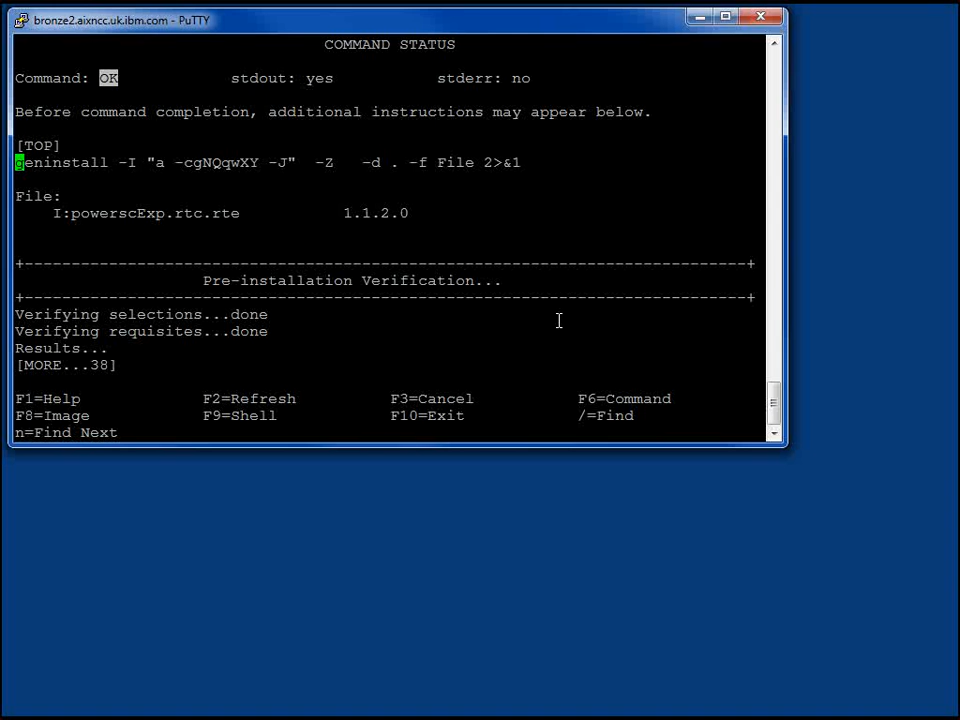 bronze2.aixncc.uk.ibm.com - PuTTY
COMMAND STATUS
Command: OK stdout: yes stderr: no
Before command completion, additional instructions may appear below.
[TOP]
geninstall -I "a -cgNQqwXY -J" -Z -d . -f File 2>&1
File:
I:powerscExp.rtc.rte 1.1.2.0
+-----------------------------------------------------------------------------+
Pre-installation Verification...
+-----------------------------------------------------------------------------+
Verifying selections...done
Verifying requisites...done
Results...
[MORE...38]
F1=Help F2=Refresh F3=Cancel F6=Command
F8=Image F9=Shell F10=Exit /=Find
n=Find Next